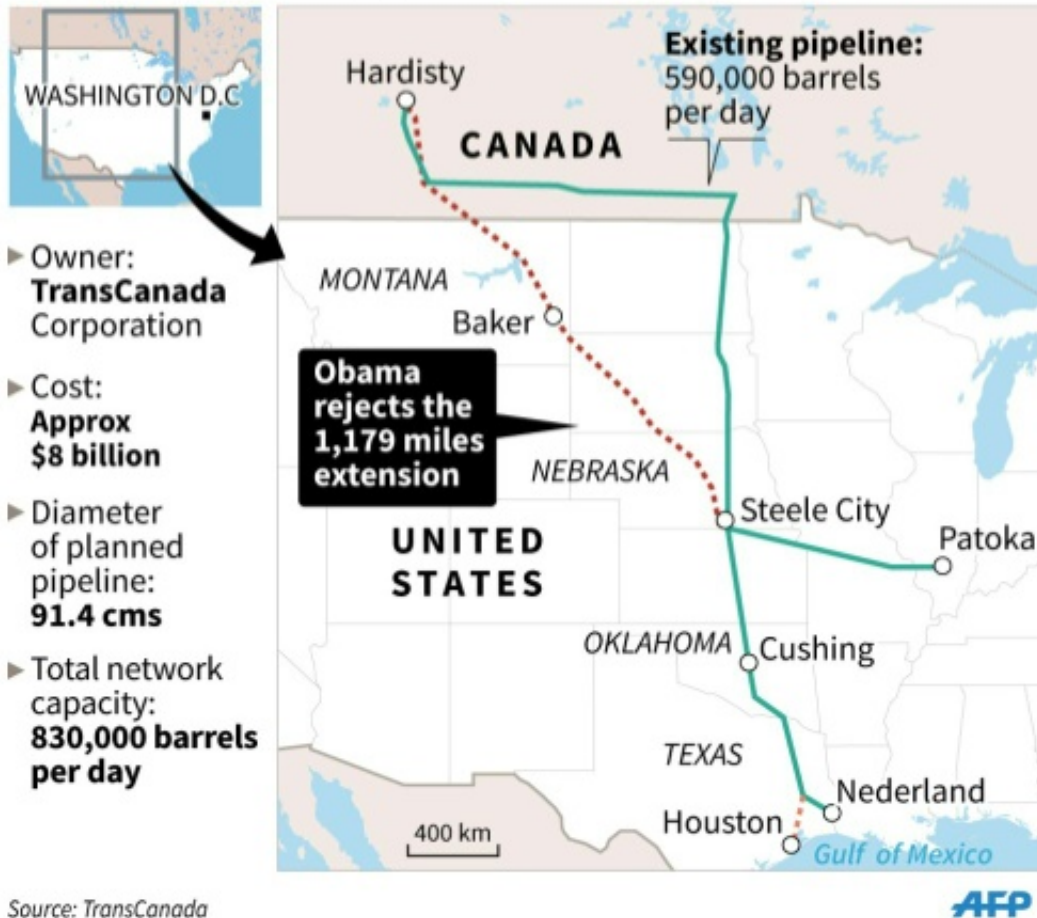 WASHINGTON D.C
Owner:
TransCanada
Corporation
Cost:
Approx
$8 billion
Diameter
of planned
pipeline:
91.4 cms
Total network
capacity:
830,000 barrels
per day
Existing pipeline:
590,000 barrels
per day
Hardisty
CANADA
MONTANA
Baker
Obama
rejects the
1,179 miles
extension
NEBRASKA
Steele City
Patoka
UNITED
STATES
OKLAHOMA
Cushing
TEXAS
Nederland
Houston
Gulf of Mexico
400 km
Source: TransCanada
AFP